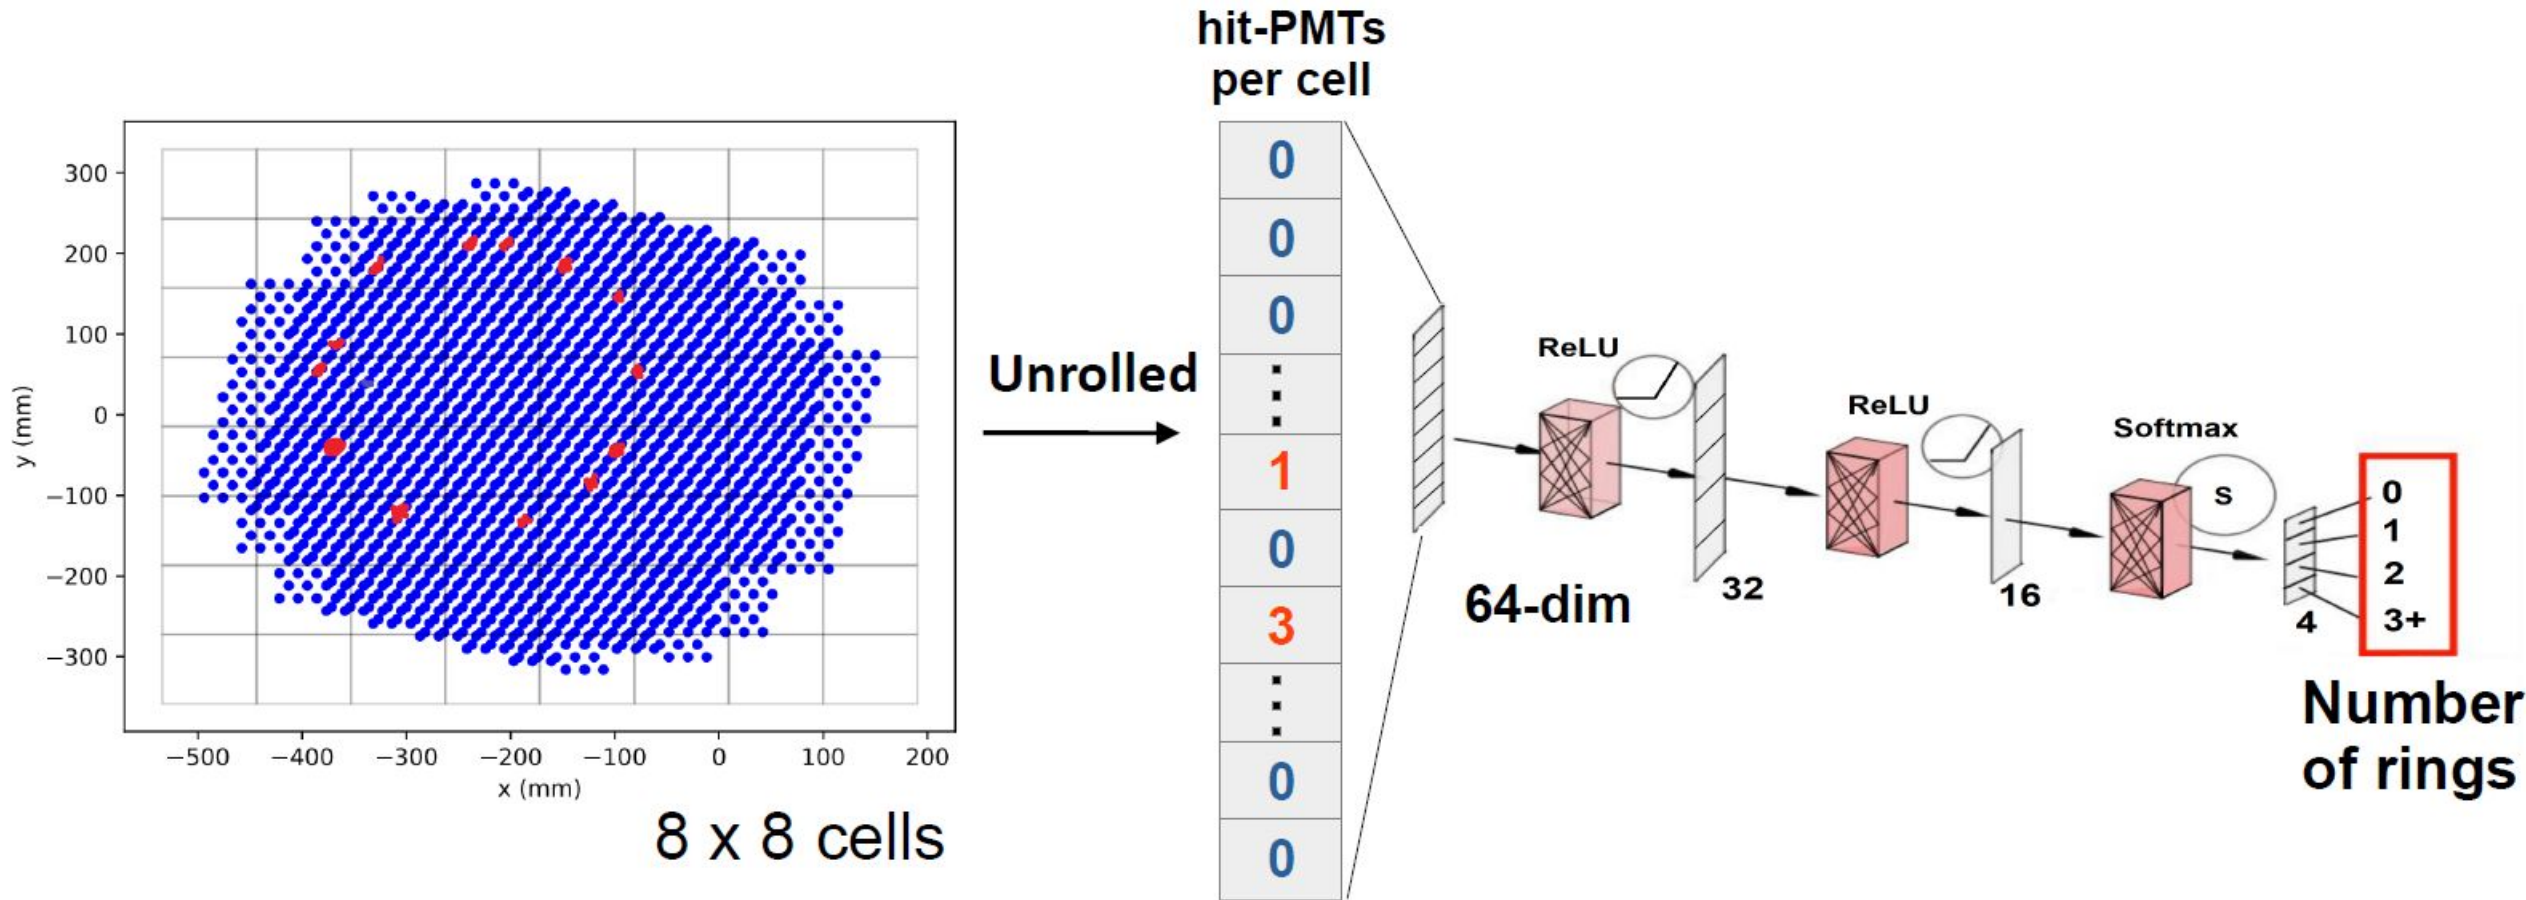 hit-PMTs
per cell
300
200
100
0
−100
−200
−300
y (mm)
−500
−400
−300
−200
−100
0
100
200
x (mm)
8 x 8 cells
Unrolled
0
0
0
1
0
3
0
0
64-dim
ReLU
32
ReLU
16
Softmax
S
4
0
1
2
3+
Number
of rings